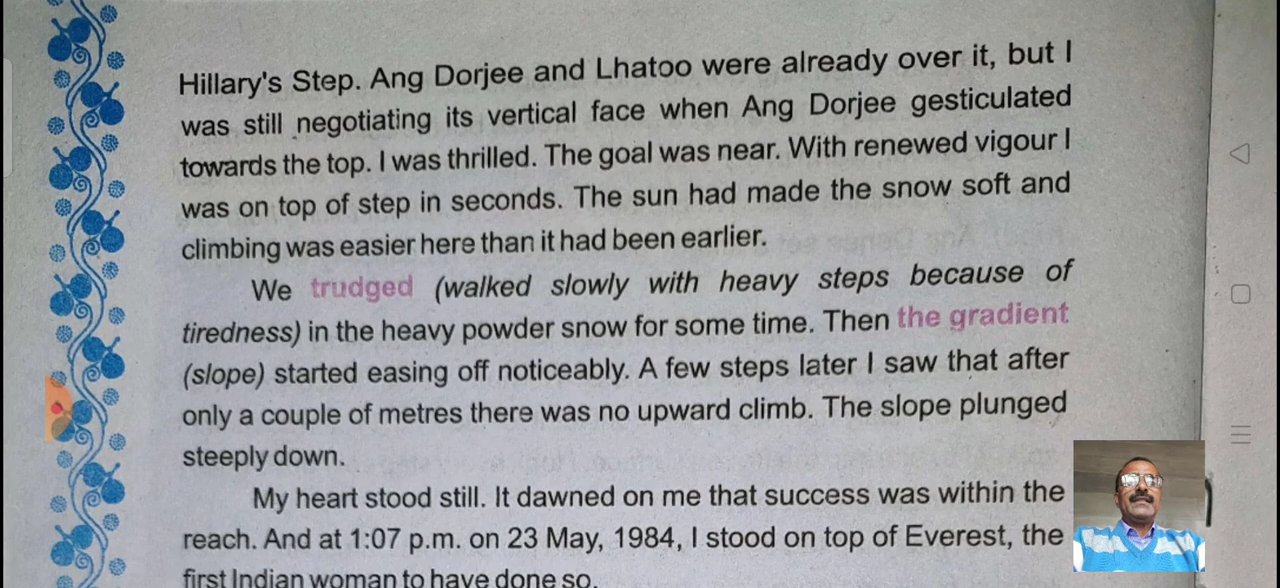 Hillary's Step. Ang Dorjee and Lhatoo were already over it, but I
was still negotiating its vertical face when Ang Dorjee gesticulated
towards the top. I was thrilled. The goal was near. With renewed vigour I
was on top of step in seconds. The sun had made the snow soft and
climbing was easier here than it had been earlier.
We trudged (walked slowly with heavy steps because of
tiredness) in the heavy powder snow for some time. Then the gradient
(slope) started easing off noticeably. A few steps later I saw that after
only a couple of metres there was no upward climb. The slope plunged
steeply down.
My heart stood still. It dawned on me that success was within the
reach. And at 1:07 p.m. on 23 May, 1984, I stood on top of Everest, the
first Indian woman to have done so.